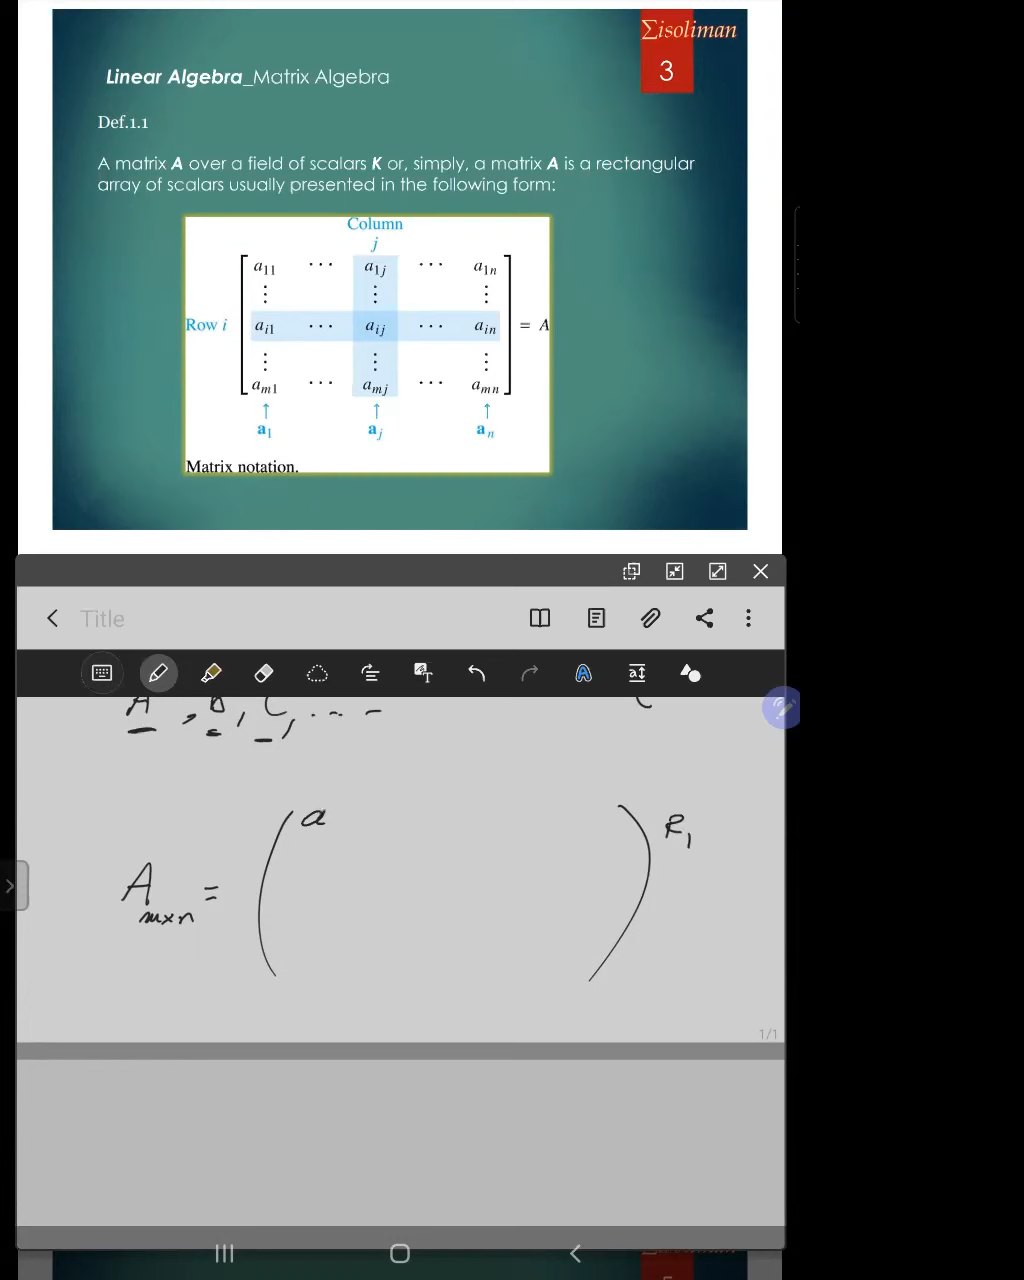 Σisoliman
3
Linear Algebra_Matrix Algebra
Def.1.1
A matrix A over a field of scalars K or, simply, a matrix A is a rectangular
array of scalars usually presented in the following form:
Column
j
a11 ··· a1j ··· a1n
⋮ ⋮ ⋮
Row i ai1 ··· aij ··· ain = A
⋮ ⋮ ⋮
am1 ··· amj ··· amn
↑ ↑ ↑
a1 aj an
Matrix notation.
Title
A, B, C, ...
a R1
A m×n =
1/1